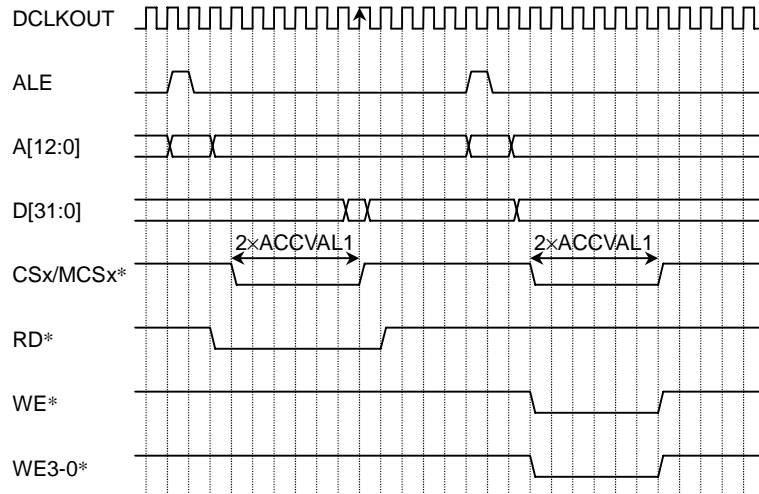 DCLKOUT
ALE
A[12:0]
D[31:0]
2×ACCVAL1 2×ACCVAL1
CSx/MCSx*
RD*
WE*
WE3-0*